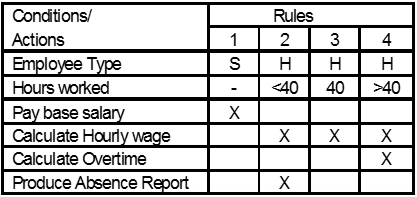 Conditions/ Rules
Actions 1 2 3 4
Employee Type S H H H
Hours worked - <40 40 >40
Pay base salary X
Calculate Hourly wage X X X
Calculate Overtime X
Produce Absence Report X